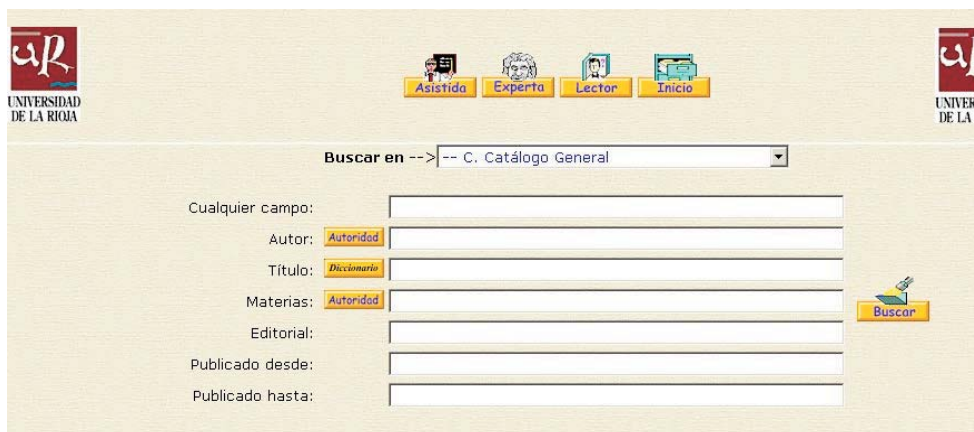 uR
UNIVERSIDAD
DE LA RIOJA
Asistida Experta Lector Inicio
UNIVER
DE LA
Buscar en --> -- C. Catálogo General
Cualquier campo:
Autor: Autoridad
Título: Diccionario
Materias: Autoridad
Buscar
Editorial:
Publicado desde:
Publicado hasta: